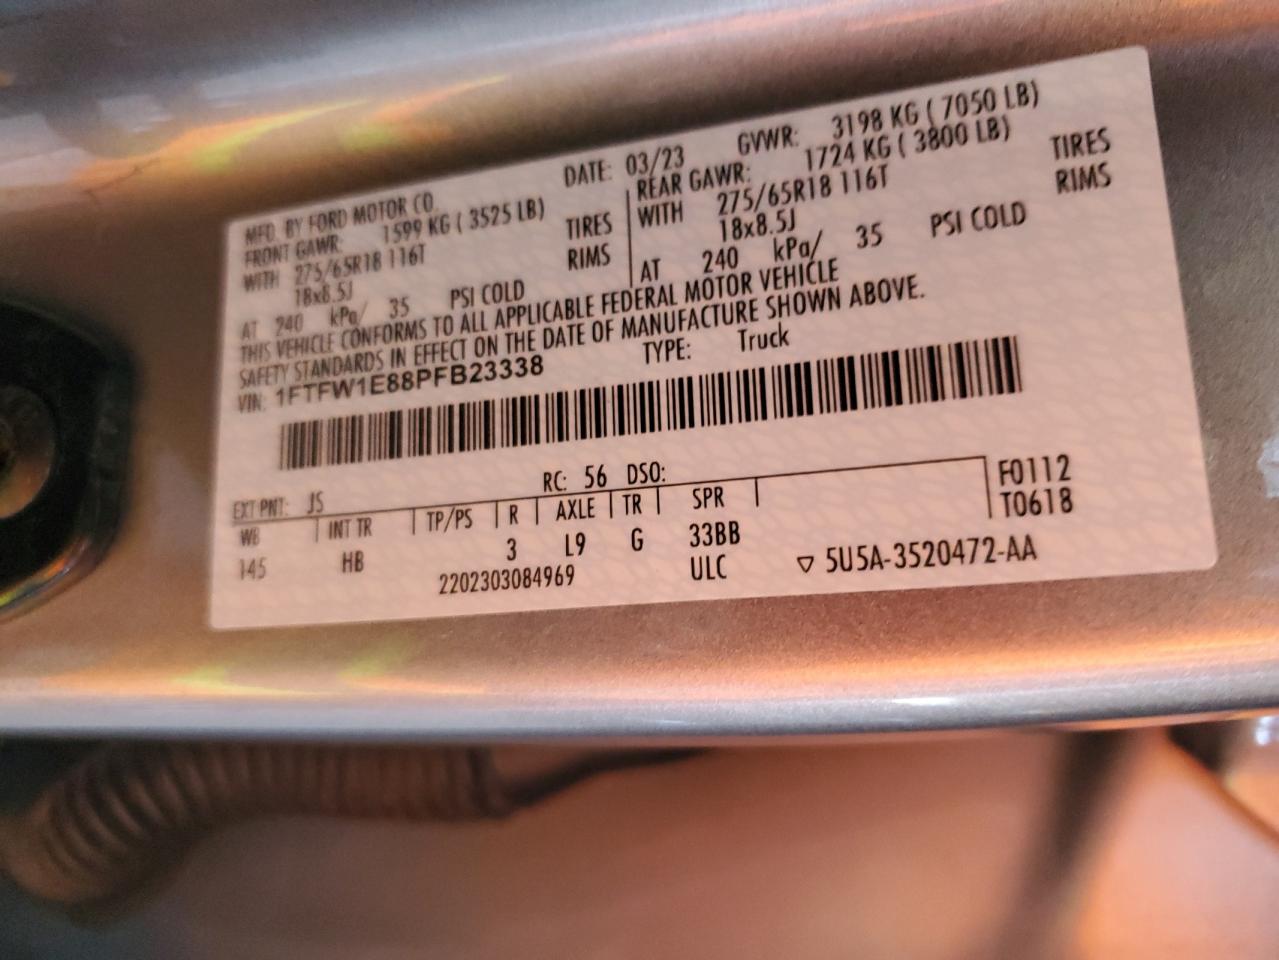 MFD. BY FORD MOTOR CO. DATE: 03/23 GVWR: 3198 KG ( 7050 LB)
FRONT GAWR: 1599 KG ( 3525 LB)
WITH 275/65R18 116T TIRES
18x8.5J RIMS
AT 240 kPa/ 35 PSI COLD
REAR GAWR: 1724 KG ( 3800 LB)
WITH 275/65R18 116T TIRES
18x8.5J RIMS
AT 240 kPa/ 35 PSI COLD
THIS VEHICLE CONFORMS TO ALL APPLICABLE FEDERAL MOTOR VEHICLE
SAFETY STANDARDS IN EFFECT ON THE DATE OF MANUFACTURE SHOWN ABOVE.
VIN: 1FTFW1E88PFB23338 TYPE: Truck
EXT PNT: JS RC: 56 DSO: F0112
WB INT TR TP/PS R AXLE TR SPR T0618
145 HB 3 L9 G 33BB
2202303084969 ULC ▽ 5U5A-3520472-AA